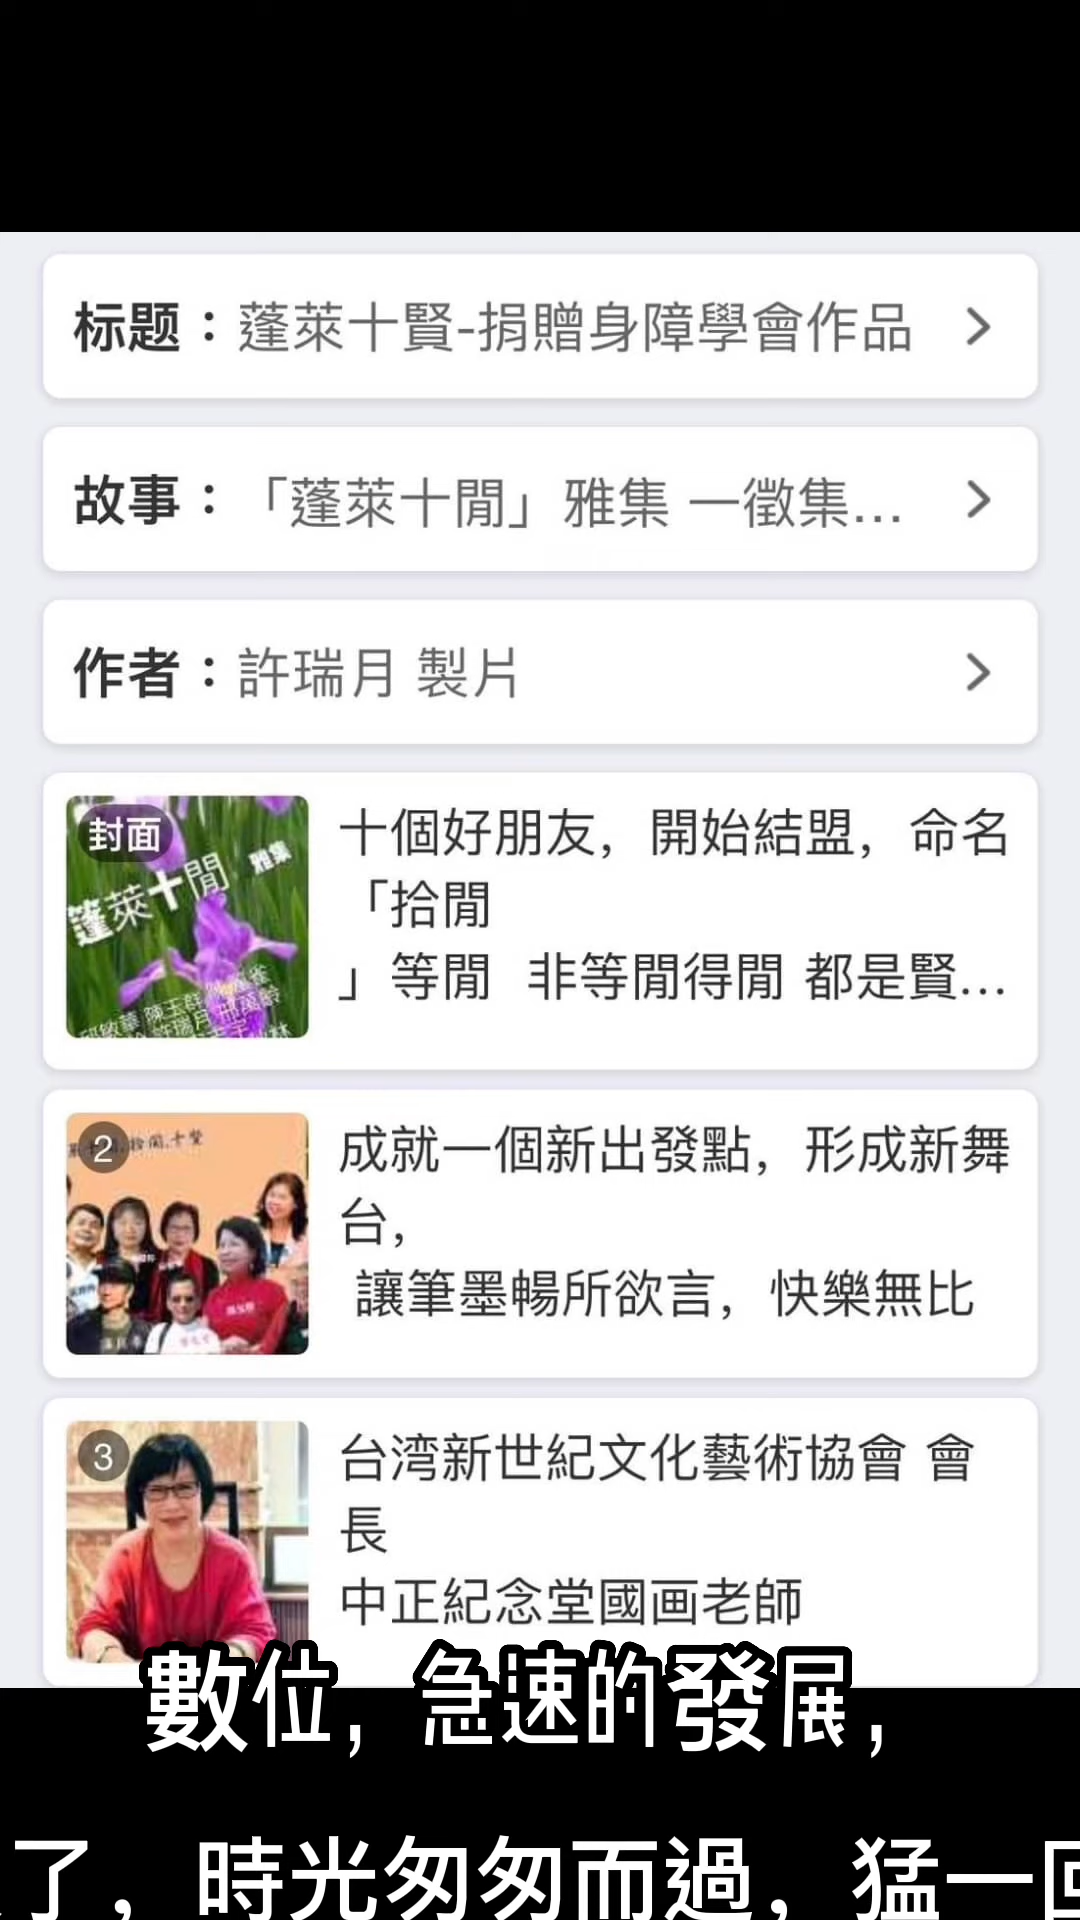 标题：蓬萊十賢-捐贈身障學會作品
故事：「蓬萊十閒」雅集 一徵集...
作者：許瑞月 製片
封面
蓬萊十閒 雅集
十個好朋友，開始結盟，命名
「拾閒
」等閒 非等閒得閒 都是賢...
2
成就一個新出發點，形成新舞
台，
讓筆墨暢所欲言，快樂無比
3
台湾新世紀文化藝術協會 會
長
中正紀念堂國画老師
數位，急速的發展，
了，時光匆匆而過，猛一回